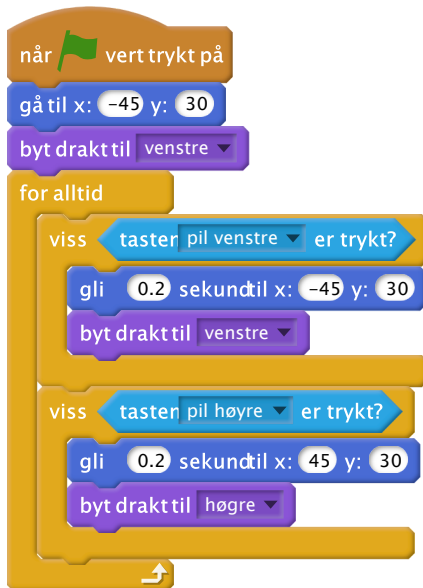 når vert trykt på
gå til x: -45 y: 30
byt drakt til venstre
for alltid
viss tasten pil venstre er trykt?
gli 0.2 sekund til x: -45 y: 30
byt drakt til venstre
viss tasten pil høyre er trykt?
gli 0.2 sekund til x: 45 y: 30
byt drakt til høgre